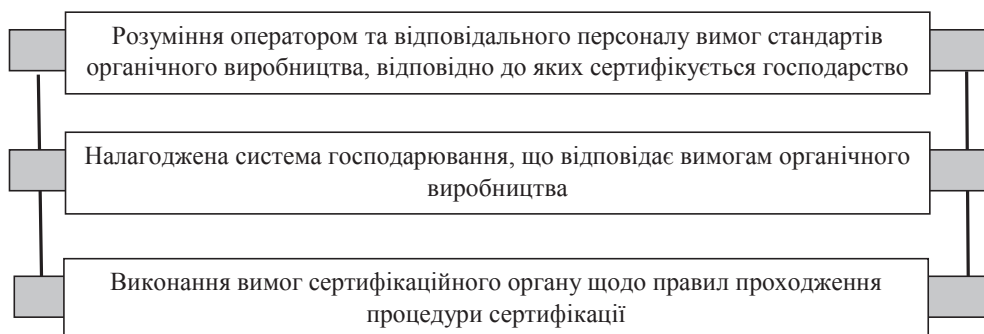 Розуміння оператором та відповідального персоналу вимог стандартів
органічного виробництва, відповідно до яких сертифікується господарство
Налагоджена система господарювання, що відповідає вимогам органічного
виробництва
Виконання вимог сертифікаційного органу щодо правил проходження
процедури сертифікації